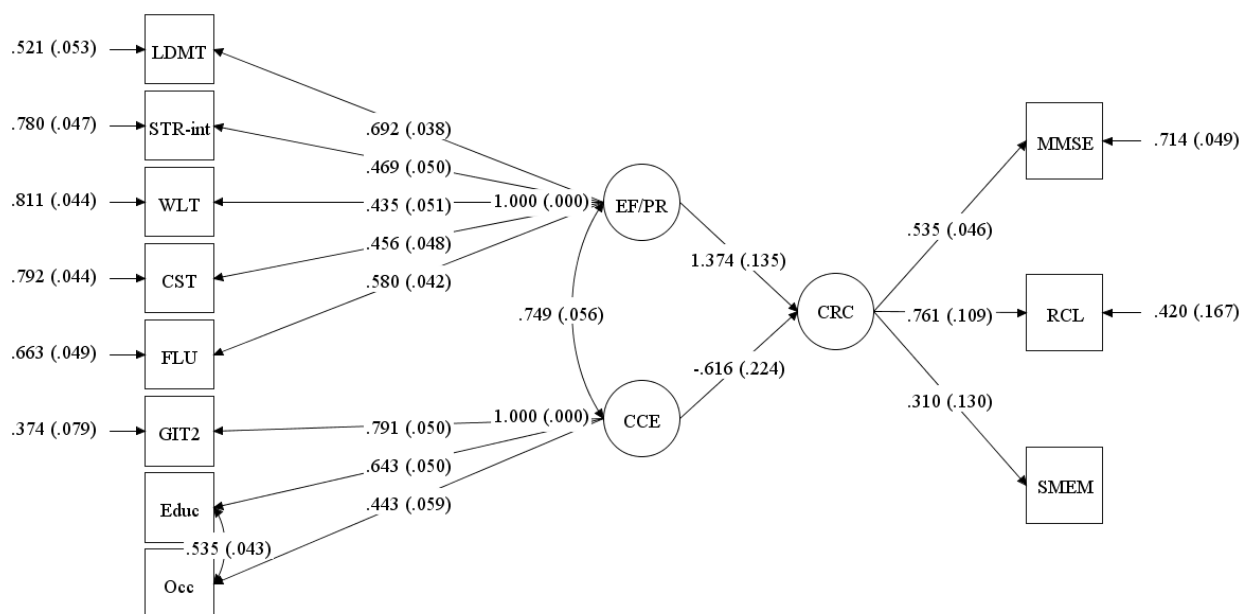 .521 (.053)
LDMT
.780 (.047)
STR-int
.692 (.038)
MMSE
.714 (.049)
.469 (.050)
.811 (.044)
WLT
.435 (.051)
1.000 (.000)
EF/PR
.456 (.048)
.535 (.046)
.792 (.044)
CST
.580 (.042)
1.374 (.135)
.749 (.056)
CRC
.761 (.109)
RCL
.420 (.167)
.663 (.049)
FLU
-.616 (.224)
.374 (.079)
GIT2
.791 (.050)
1.000 (.000)
CCE
.310 (.130)
.643 (.050)
SMEM
Educ
.443 (.059)
.535 (.043)
Occ